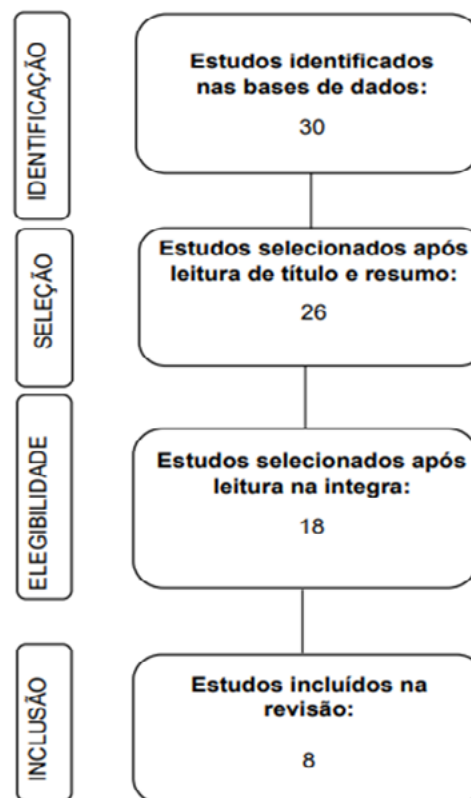 IDENTIFICAÇÃO
Estudos identificados
nas bases de dados:
30
SELEÇÃO
Estudos selecionados após
leitura de título e resumo:
26
ELEGIBILIDADE
Estudos selecionados após
leitura na integra:
18
INCLUSÃO
Estudos incluídos na
revisão:
8